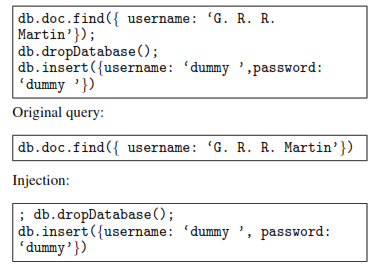 db.doc.find({ username: ‘G. R. R.
Martin’});
db.dropDatabase();
db.insert({username: ‘dummy ’,password:
‘dummy ’})
Original query:
db.doc.find({ username: ‘G. R. R. Martin’})
Injection:
; db.dropDatabase();
db.insert({username: ‘dummy ’, password:
‘dummy’})